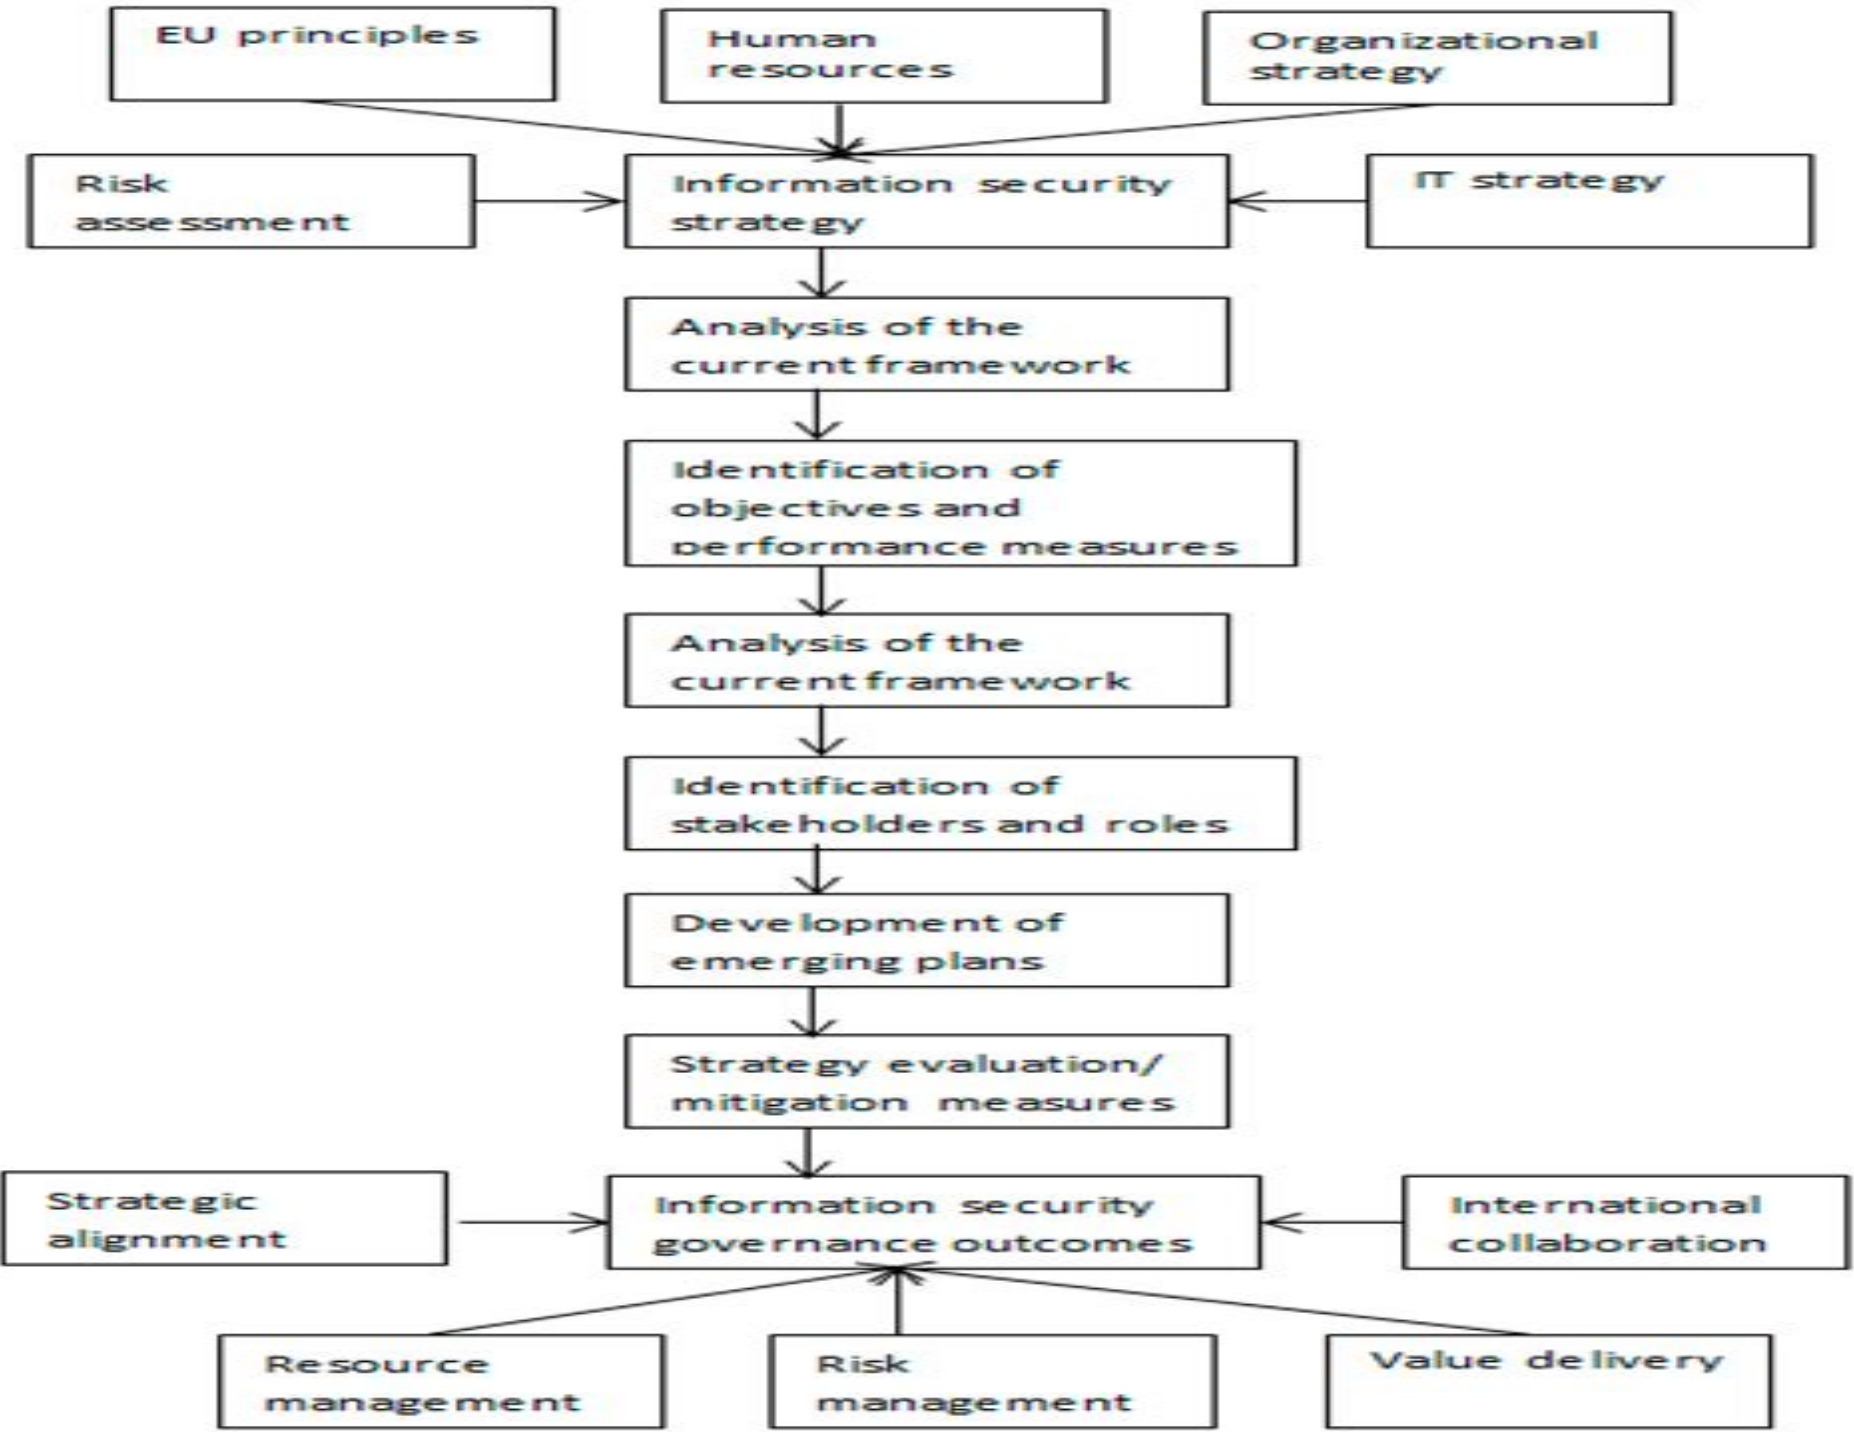 EU principles
Human
resources
Organizational
strategy
Risk
assessment
Information security
strategy
IT strategy
Analysis of the
current framework
Identification of
objectives and
performance measures
Analysis of the
current framework
Identification of
stakeholders and roles
Development of
emerging plans
Strategy evaluation/
mitigation measures
Strategic
alignment
Information security
governance outcomes
International
collaboration
Resource
management
Risk
management
Value delivery